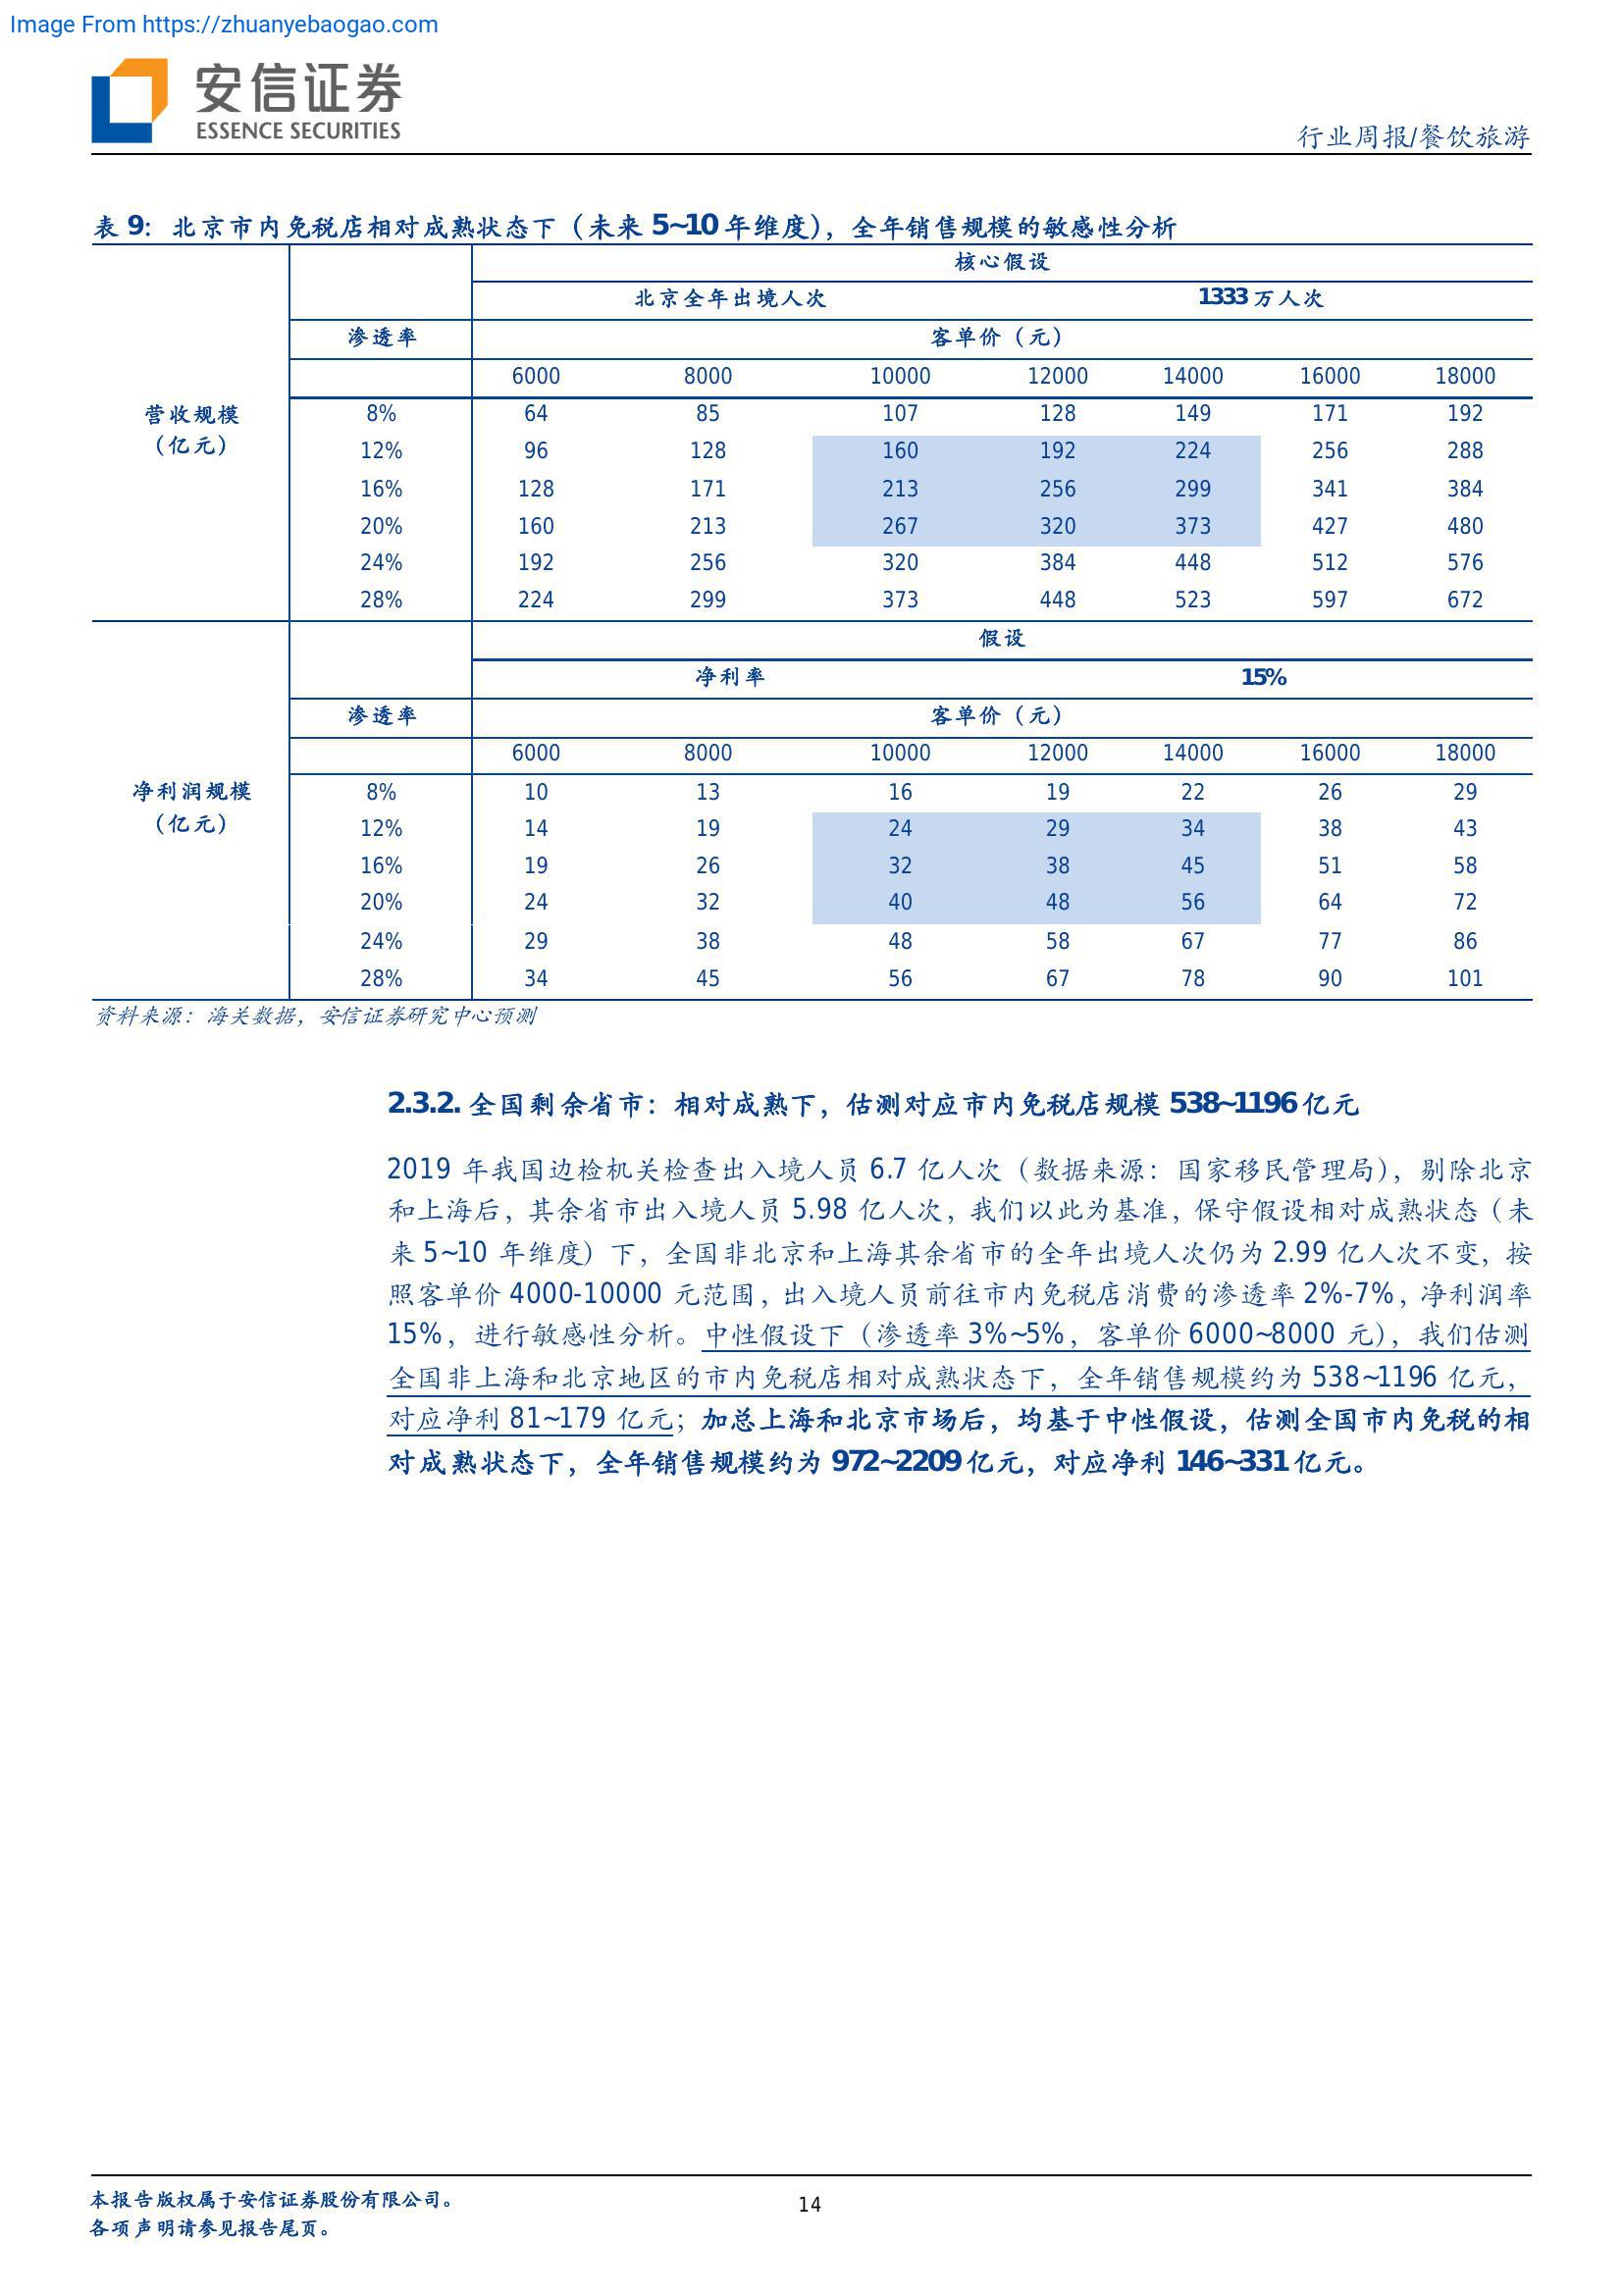 Image From https://zhuanyebaogao.com
安信证券
ESSENCE SECURITIES
行业周报/餐饮旅游
表 9: 北京市内免税店相对成熟状态下（未来 5~10 年维度），全年销售规模的敏感性分析
核心假设
北京全年出境人次 1333 万人次
渗透率 客单价（元）
6000 8000 10000 12000 14000 16000 18000
营收规模
（亿元）
8% 64 85 107 128 149 171 192
12% 96 128 160 192 224 256 288
16% 128 171 213 256 299 341 384
20% 160 213 267 320 373 427 480
24% 192 256 320 384 448 512 576
28% 224 299 373 448 523 597 672
假设
净利率 15%
渗透率 客单价（元）
6000 8000 10000 12000 14000 16000 18000
净利润规模
（亿元）
8% 10 13 16 19 22 26 29
12% 14 19 24 29 34 38 43
16% 19 26 32 38 45 51 58
20% 24 32 40 48 56 64 72
24% 29 38 48 58 67 77 86
28% 34 45 56 67 78 90 101
资料来源：海关数据，安信证券研究中心预测
2.3.2. 全国剩余省市：相对成熟下，估测对应市内免税店规模 538~1196 亿元
2019 年我国边检机关检查出入境人员 6.7 亿人次（数据来源：国家移民管理局），剔除北京
和上海后，其余省市出入境人员 5.98 亿人次，我们以此为基准，保守假设相对成熟状态（未
来 5~10 年维度）下，全国非北京和上海其余省市的全年出境人次仍为 2.99 亿人次不变，按
照客单价 4000-10000 元范围，出入境人员前往市内免税店消费的渗透率 2%-7%，净利润率
15%，进行敏感性分析。中性假设下（渗透率 3%~5%，客单价 6000~8000 元），我们估测
全国非上海和北京地区的市内免税店相对成熟状态下，全年销售规模约为 538~1196 亿元，
对应净利 81~179 亿元；加总上海和北京市场后，均基于中性假设，估测全国市内免税的相
对成熟状态下，全年销售规模约为 972~2209 亿元，对应净利 146~331 亿元。
本报告版权属于安信证券股份有限公司。
各项声明请参见报告尾页。
14